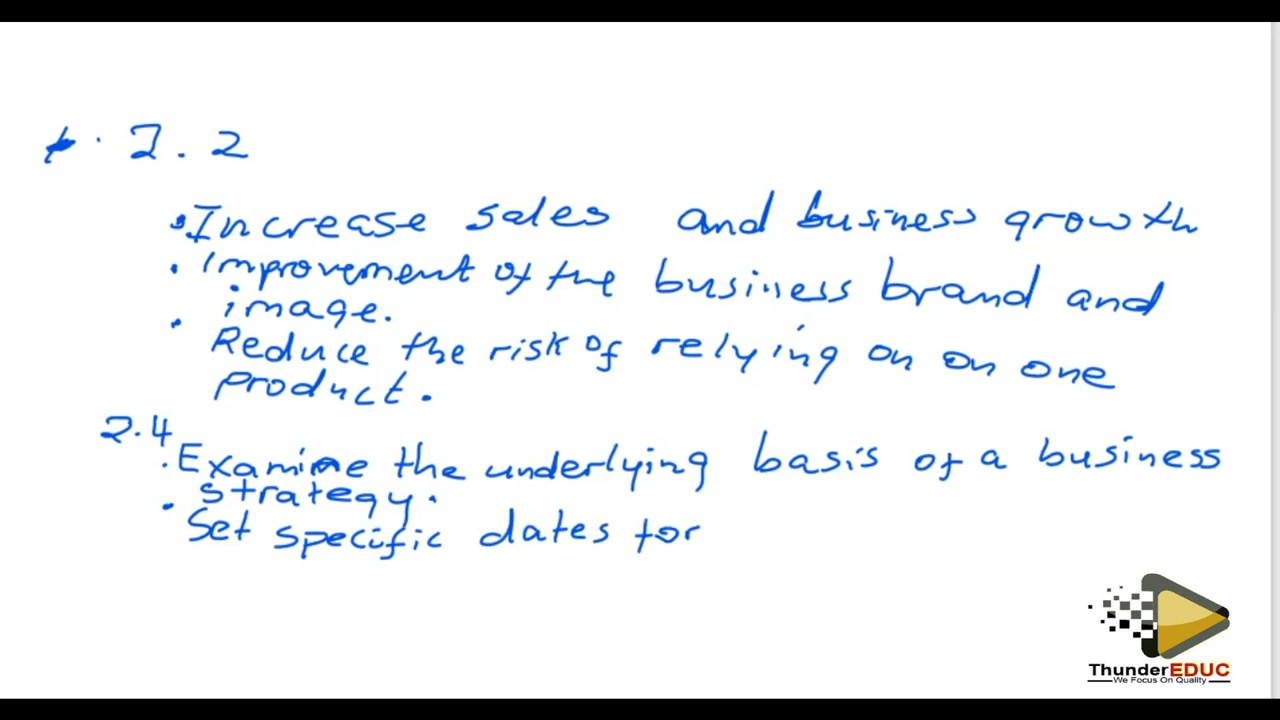 2.2
• Increase sales and business growth
• Improvement of the business brand and
image.
• Reduce the risk of relying on on one
product.
2.4
• Examine the underlying basis of a business
strategy.
• Set specific dates for
ThunderEDUC
We Focus On Quality